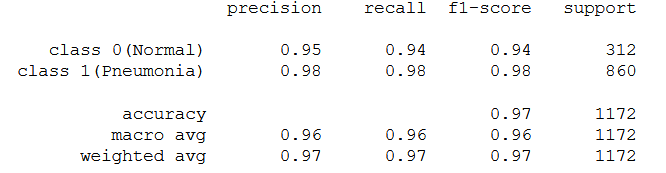 precision recall f1-score support
class 0(Normal) 0.95 0.94 0.94 312
class 1(Pneumonia) 0.98 0.98 0.98 860
accuracy 0.97 1172
macro avg 0.96 0.96 0.96 1172
weighted avg 0.97 0.97 0.97 1172